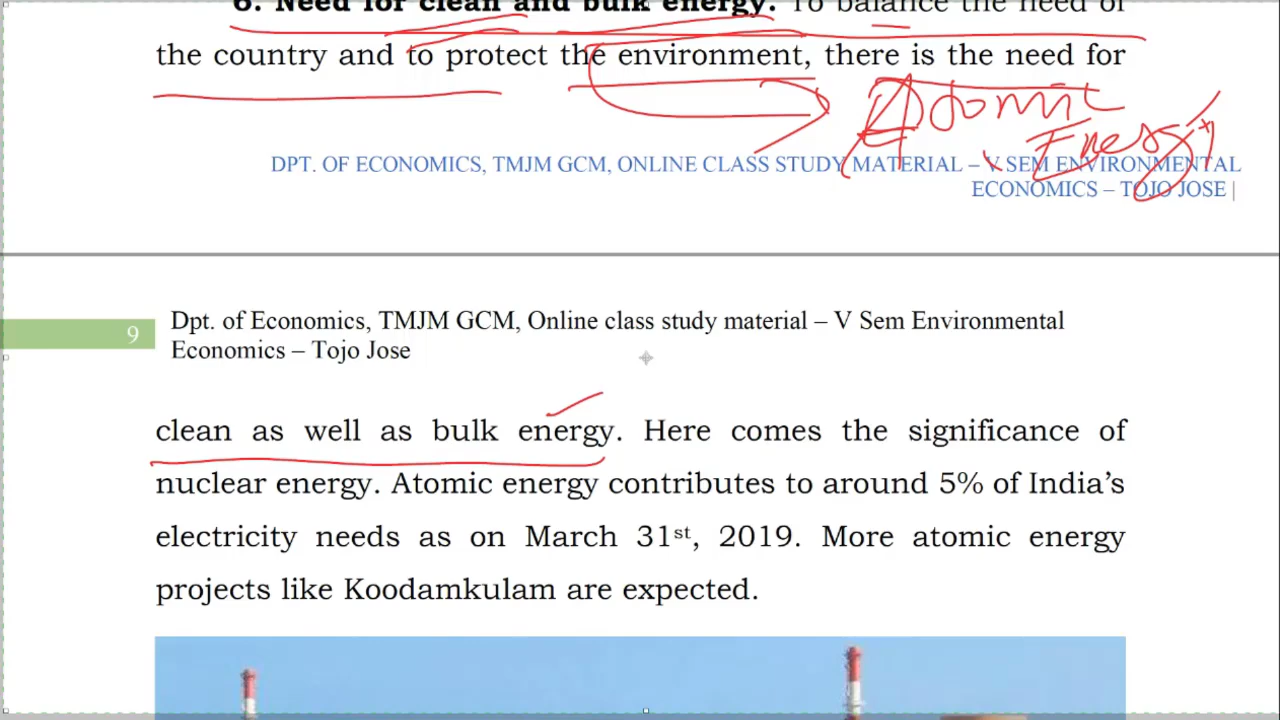 6. Need for clean and bulk energy. To balance the need of
the country and to protect the environment, there is the need for
Atomic
Energy
DPT. OF ECONOMICS, TMJM GCM, ONLINE CLASS STUDY MATERIAL – V SEM ENVIRONMENTAL
ECONOMICS – TOJO JOSE |
9
Dpt. of Economics, TMJM GCM, Online class study material – V Sem Environmental
Economics – Tojo Jose
clean as well as bulk energy. Here comes the significance of
nuclear energy. Atomic energy contributes to around 5% of India’s
electricity needs as on March 31st, 2019. More atomic energy
projects like Koodamkulam are expected.